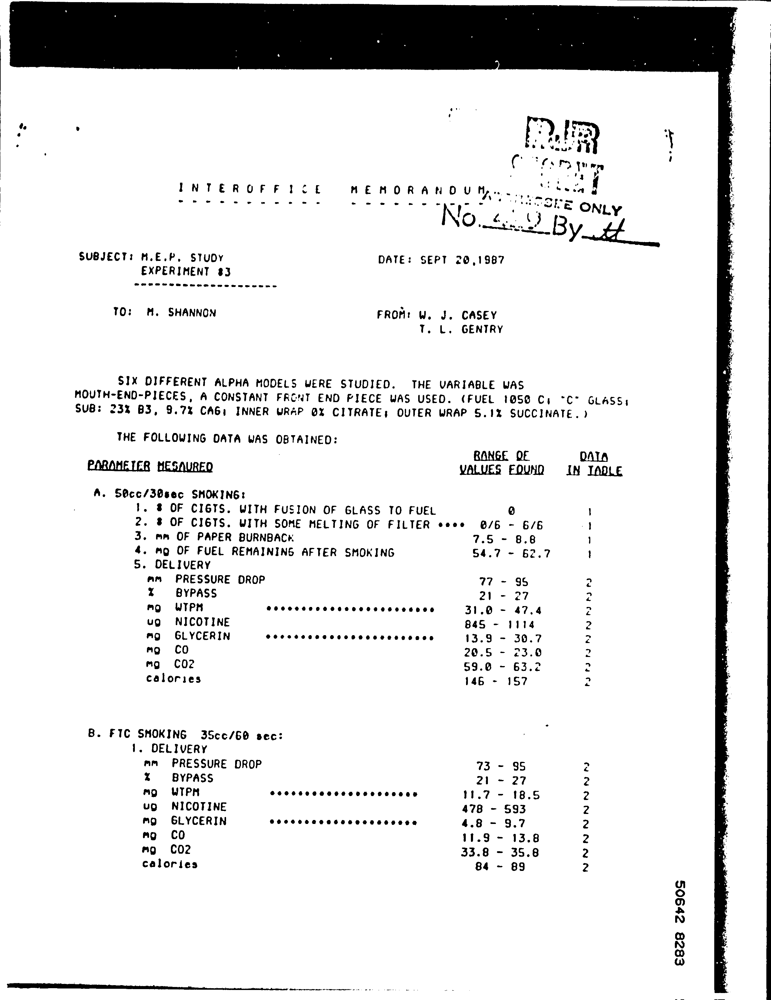 RJR
SECRET
INTEROFFICE MEMORANDUM
ONLY
No. By
SUBJECT: M.E.P. STUDY DATE: SEPT 20,1987
EXPERIMENT #3
TO: M. SHANNON FROM: W. J. CASEY
T. L. GENTRY
SIX DIFFERENT ALPHA MODELS WERE STUDIED. THE VARIABLE WAS
MOUTH-END-PIECES, A CONSTANT FRONT END PIECE WAS USED. (FUEL 1050 C; "C" GLASS;
SUB: 23% B3, 9.7% CAG; INNER WRAP 0% CITRATE; OUTER WRAP 5.1% SUCCINATE.)
THE FOLLOWING DATA WAS OBTAINED:
RANGE OF DATA
PARAMETER MESAURED VALUES FOUND IN TABLE
A. 50cc/30sec SMOKING:
1. # OF CIGTS. WITH FUSION OF GLASS TO FUEL 0 1
2. # OF CIGTS. WITH SOME MELTING OF FILTER •••• 0/6 - 6/6 1
3. mm OF PAPER BURNBACK 7.5 - 8.8 1
4. mg OF FUEL REMAINING AFTER SMOKING 54.7 - 62.7 1
5. DELIVERY
mm PRESSURE DROP 77 - 95 2
% BYPASS 21 - 27 2
mg WTPM •••••••••••••••••••••••• 31.0 - 47.4 2
ug NICOTINE 845 - 1114 2
mg GLYCERIN •••••••••••••••••••••••• 13.9 - 30.7 2
mg CO 20.5 - 23.0 2
mg CO2 59.0 - 63.2 2
calories 146 - 157 2
B. FTC SMOKING 35cc/60 sec:
1. DELIVERY
mm PRESSURE DROP 73 - 95 2
% BYPASS 21 - 27 2
mg WTPM ••••••••••••••••••••• 11.7 - 18.5 2
ug NICOTINE 478 - 593 2
mg GLYCERIN ••••••••••••••••••••• 4.8 - 9.7 2
mg CO 11.9 - 13.8 2
mg CO2 33.8 - 35.8 2
calories 84 - 89 2
50642 8283